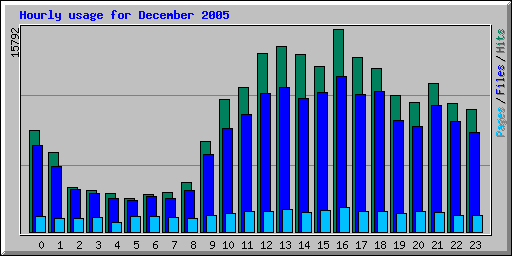 Hourly usage for December 2005
15792
Pages / Files / Hits
0 1 2 3 4 5 6 7 8 9 10 11 12 13 14 15 16 17 18 19 20 21 22 23